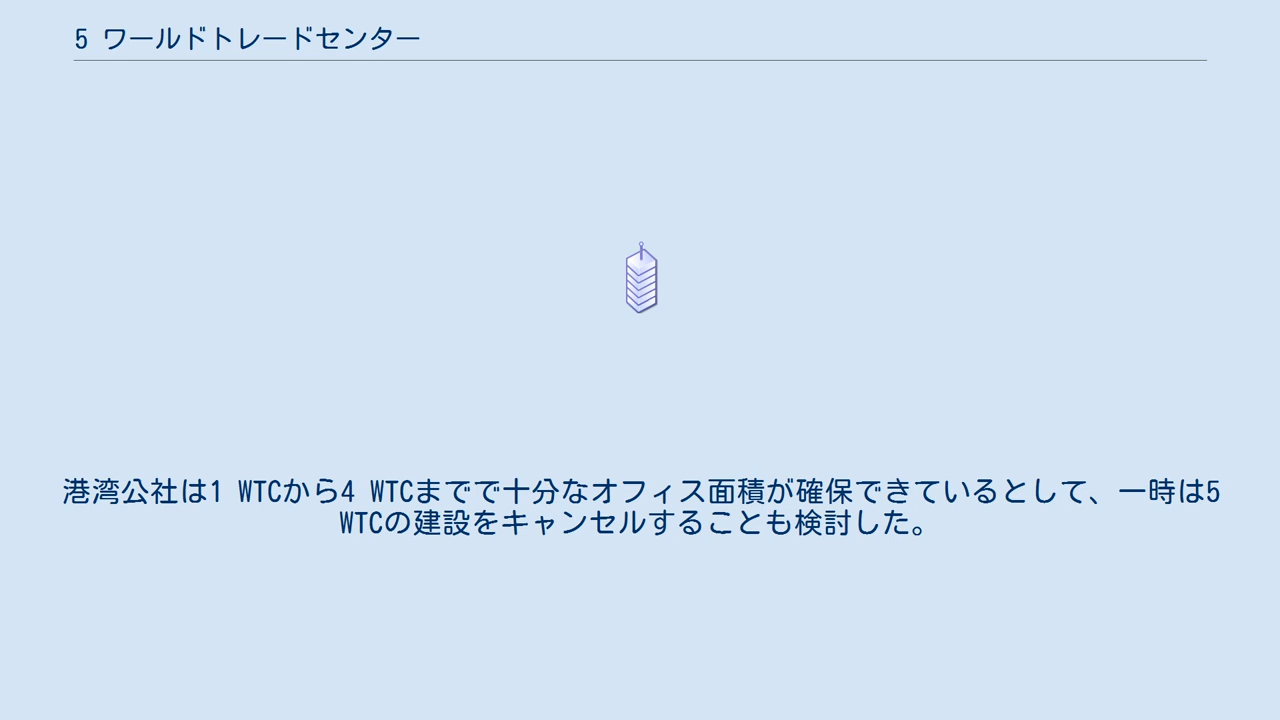 5 ワールドトレードセンター
港湾公社は1 WTCから4 WTCまでで十分なオフィス面積が確保できているとして、一時は5
WTCの建設をキャンセルすることも検討した。